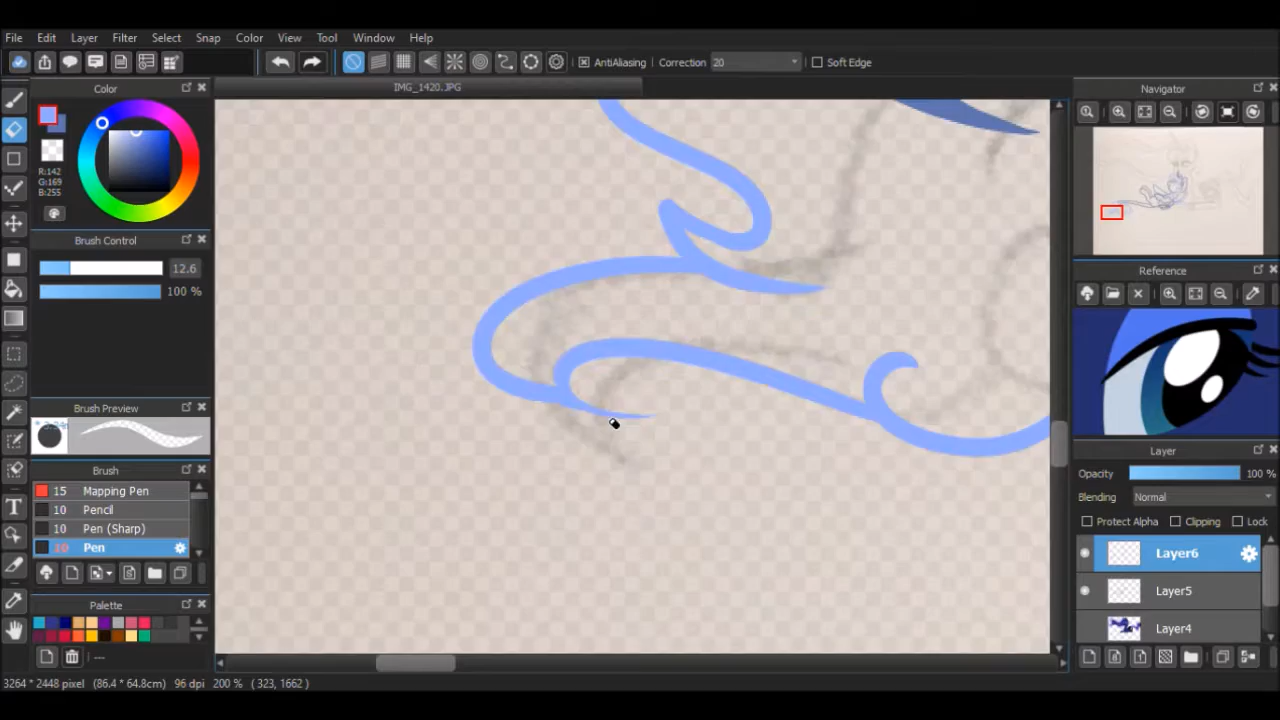 File Edit Layer Filter Select Snap Color View Tool Window Help
AntiAliasing Correction 20 Soft Edge
Color
IMG_1420.JPG
Navigator
R:142
G:169
B:255
Brush Control
12.6
100 %
Reference
Brush Preview
Brush
15 Mapping Pen
10 Pencil
10 Pen (Sharp)
10 Pen
Layer
Opacity 100 %
Blending Normal
Protect Alpha Clipping Lock
Layer6
Layer5
Layer4
Palette
---
3264 * 2448 pixel (86.4 * 64.8cm) 96 dpi 200 % ( 323, 1662 )